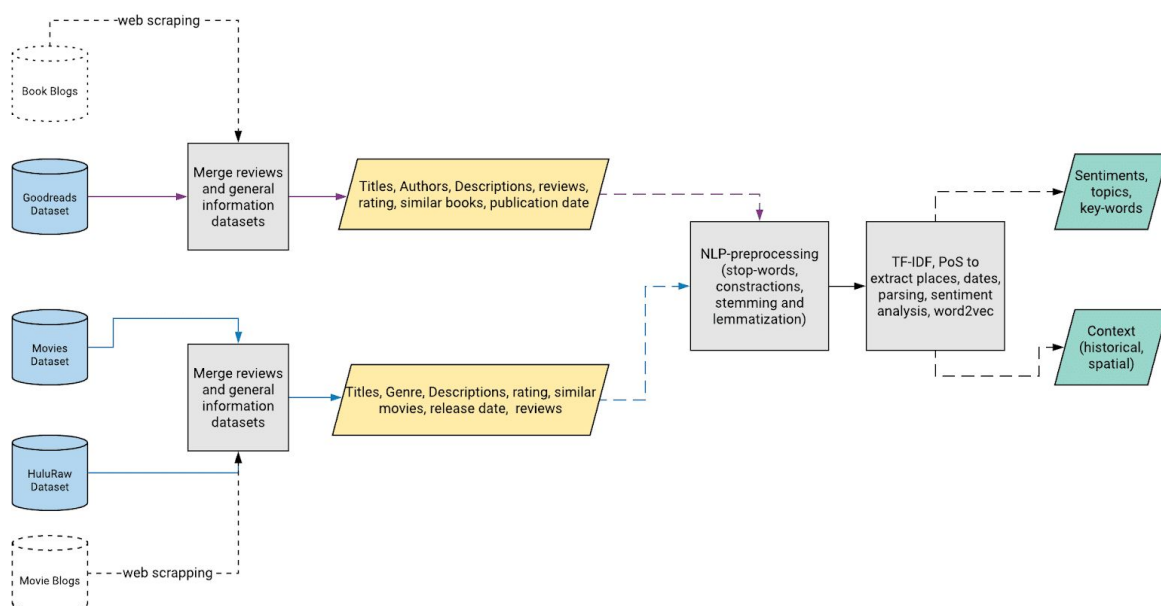 web scraping
Book Blogs
Goodreads
Dataset
Merge reviews
and general
information
datasets
Titles, Authors, Descriptions, reviews,
rating, similar books, publication date
Sentiments,
topics,
key-words
NLP-preprocessing
(stop-words,
constractions,
stemming and
lemmatization)
TF-IDF, PoS to
extract places, dates,
parsing, sentiment
analysis, word2vec
Movies
Dataset
Merge reviews
and general
information
datasets
Titles, Genre, Descriptions, rating, similar
movies, release date, reviews
Context
(historical,
spatial)
HuluRaw
Dataset
Movie Blogs
web scrapping